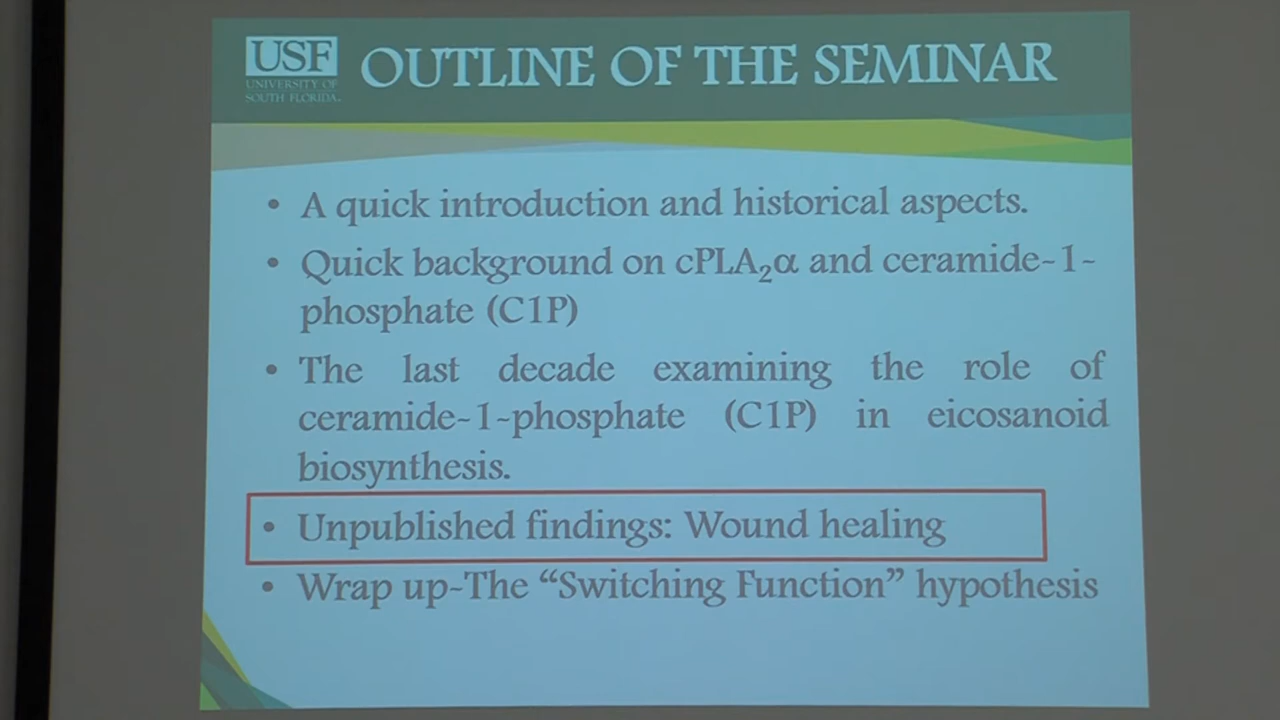 USF
UNIVERSITY OF
SOUTH FLORIDA.
OUTLINE OF THE SEMINAR
• A quick introduction and historical aspects.
• Quick background on cPLA₂α and ceramide-1-
phosphate (C1P)
• The last decade examining the role of
ceramide-1-phosphate (C1P) in eicosanoid
biosynthesis.
• Unpublished findings: Wound healing
• Wrap up-The “Switching Function” hypothesis